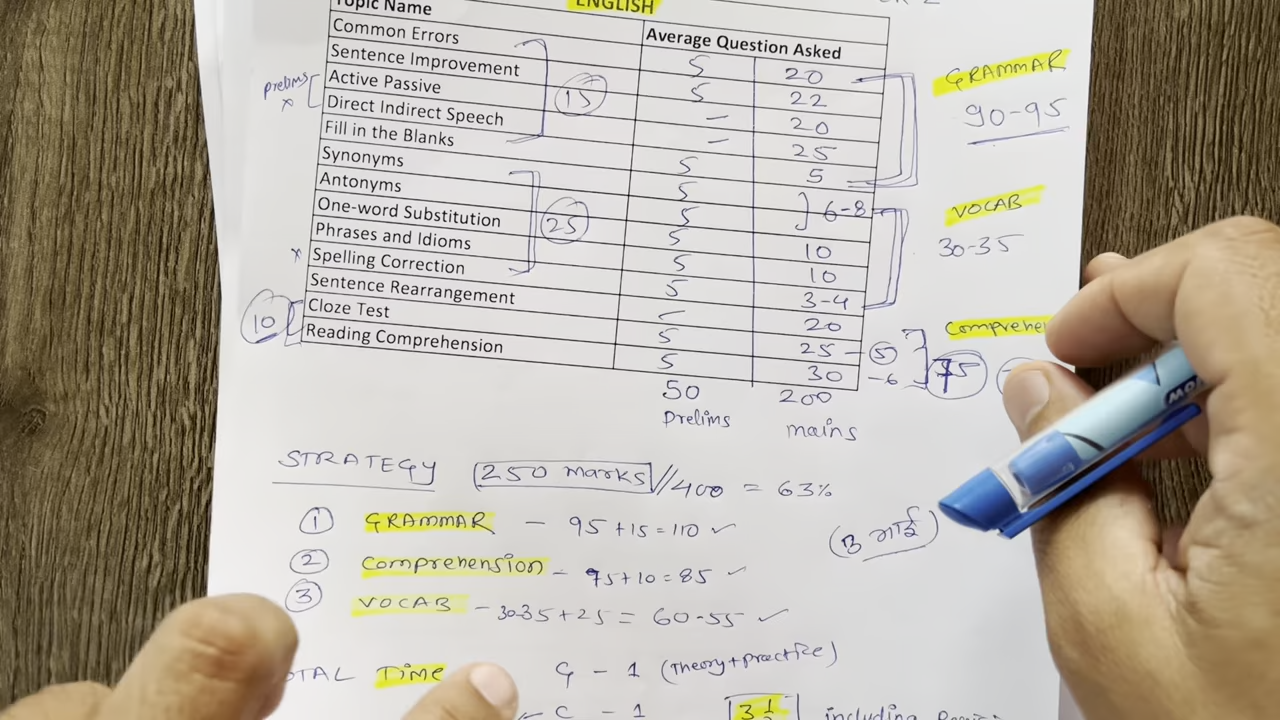 ENGLISH
Topic Name Average Question Asked
Common Errors 5 20
Sentence Improvement 5 22
Active Passive – 20
Direct Indirect Speech – 25
Fill in the Blanks 5 5
Synonyms 5 6-8
Antonyms 5
One-word Substitution 5 10
Phrases and Idioms 5 10
Spelling Correction 5 3-4
Sentence Rearrangement 20
Cloze Test 5 25 – 5
Reading Comprehension 5 30 – 6
prelims
x
15
25
x
10
50 200
Prelims mains
GRAMMAR
90-95
VOCAB
30-35
Comprehen
75
STRATEGY 250 marks//400 = 63%
1 GRAMMAR – 95+15=110 ✓
2 Comprehension – 75+10=85 ✓
3 VOCAB – 30-35+25 = 60-55 ✓
OTAL TIME G – 1 (Theory+practice)
C – 1 3 1/2 including